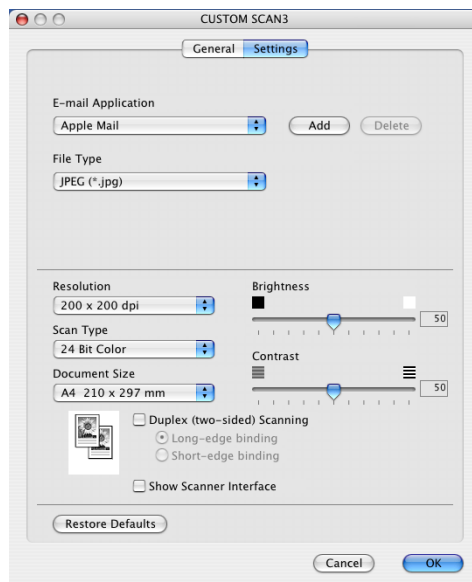 CUSTOM SCAN3
General Settings
E-mail Application
Apple Mail Add Delete
File Type
JPEG (*.jpg)
Resolution
200 x 200 dpi
Scan Type
24 Bit Color
Document Size
A4 210 x 297 mm
Brightness
50
Contrast
50
Duplex (two-sided) Scanning
Long-edge binding
Short-edge binding
Show Scanner Interface
Restore Defaults
Cancel OK